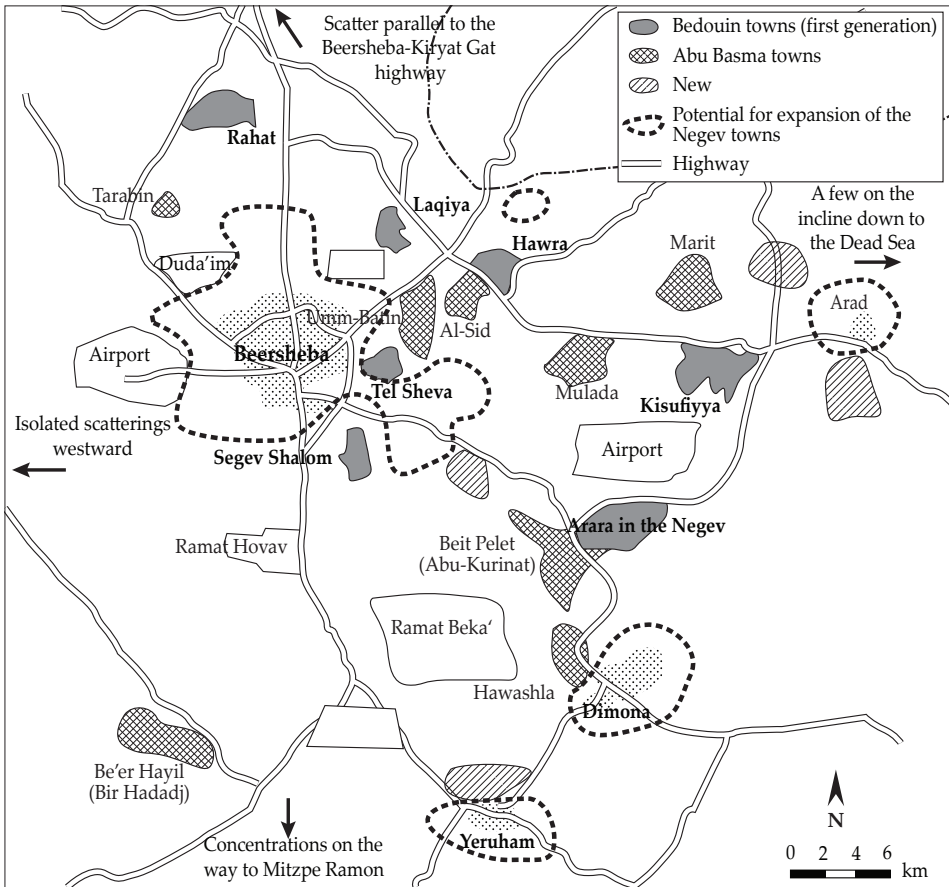 Scatter parallel to the
Beersheba-Kiryat Gat
highway
Bedouin towns (first generation)
Abu Basma towns
New
Potential for expansion of the
Negev towns
Highway
Rahat
Tarabin
Laqiya
Hawra
Marit
A few on the
incline down to
the Dead Sea
Duda‘im
Arad
Umm-Batin
Al-Sid
Airport
Beersheba
Tel Sheva
Mulada
Kisufiyya
Isolated scatterings
westward
Segev Shalom
Airport
Arara in the Negev
Ramat Hovav
Beit Pelet
(Abu-Kurinat)
Ramat Beka‘
Hawashla
Dimona
Be‘er Hayil
(Bir Hadadj)
Yeruham
Concentrations on the
way to Mitzpe Ramon
N
0 2 4 6
km